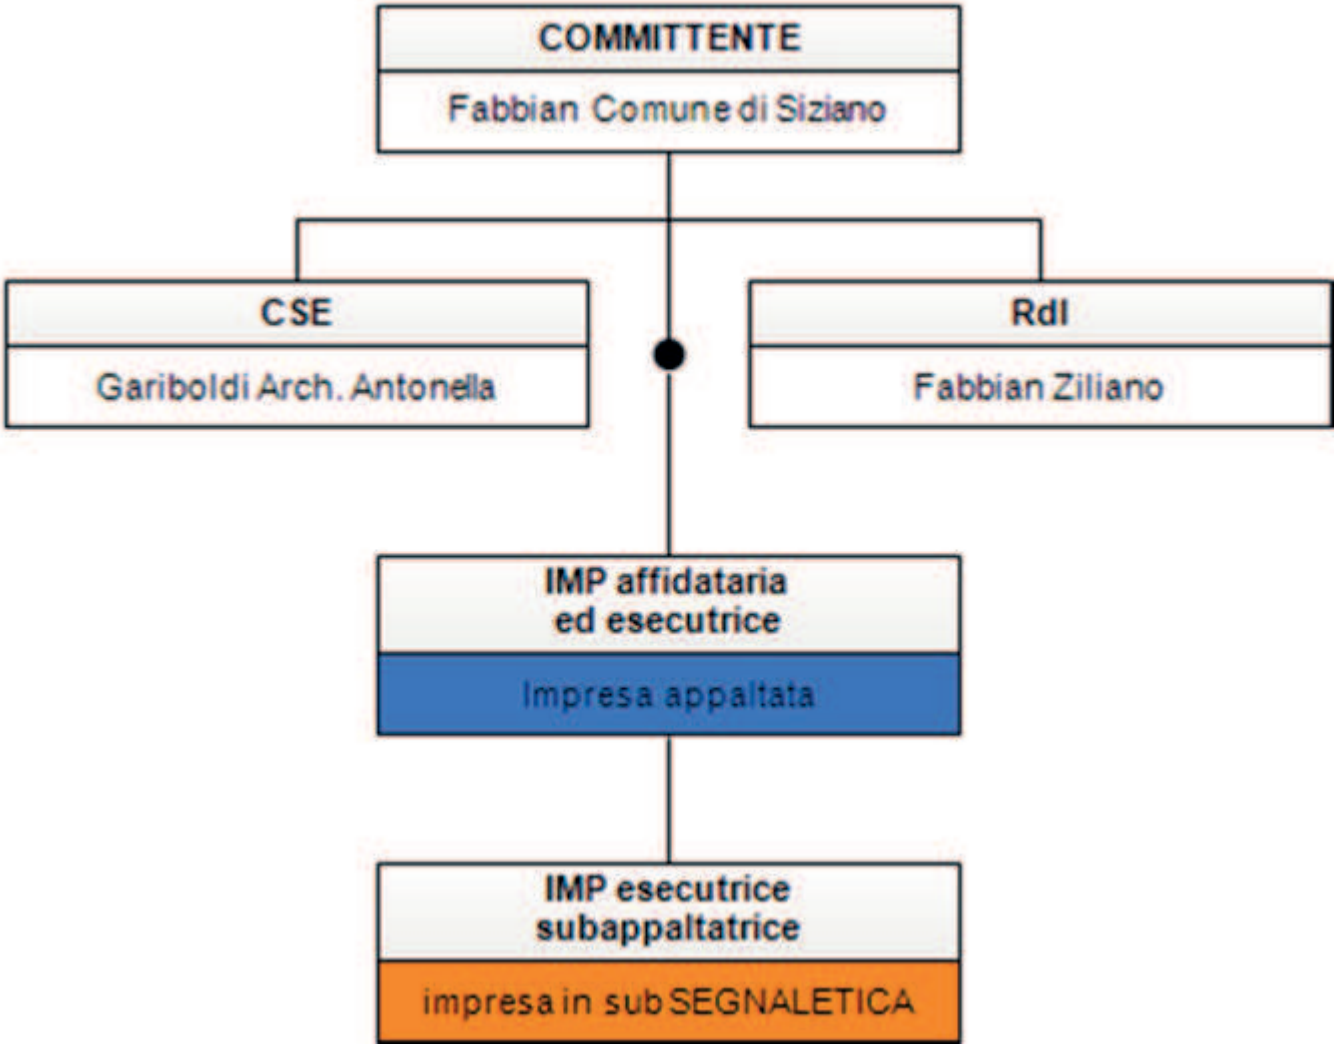 COMMITTENTE
Fabbian Comune di Siziano
CSE
Gariboldi Arch. Antonella
Rdl
Fabbian Ziliano
IMP affidataria
ed esecutrice
Impresa appaltata
IMP esecutrice
subappaltatrice
impresa in sub SEGNALETICA